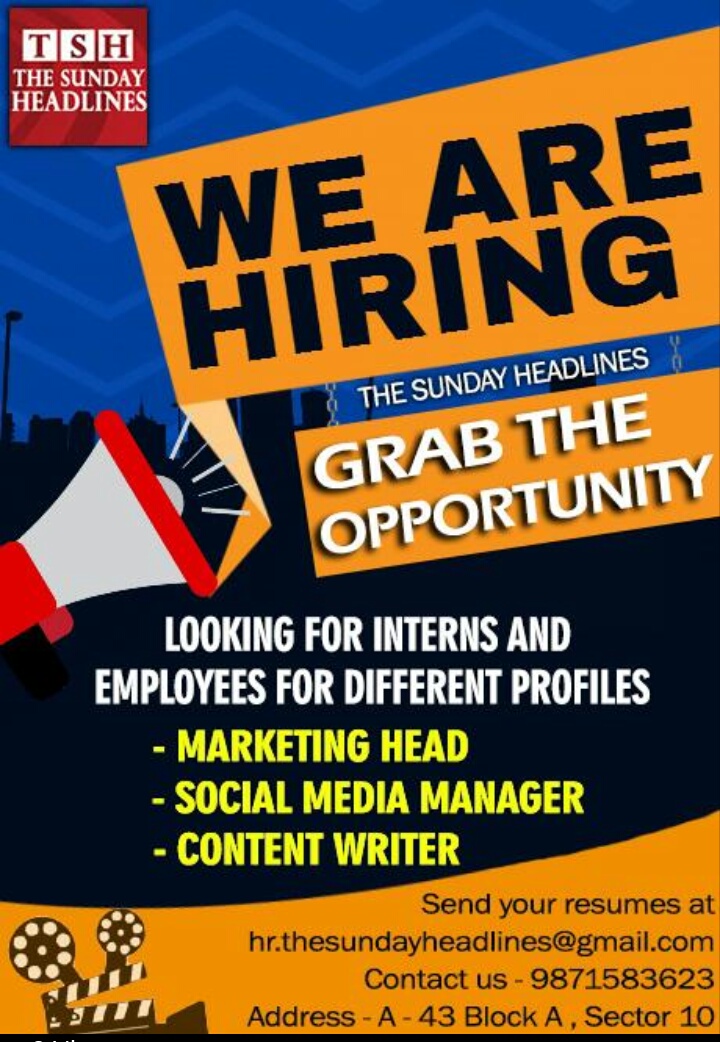 TSH
THE SUNDAY
HEADLINES
WE ARE
HIRING
THE SUNDAY HEADLINES
GRAB THE
OPPORTUNITY
LOOKING FOR INTERNS AND
EMPLOYEES FOR DIFFERENT PROFILES
- MARKETING HEAD
- SOCIAL MEDIA MANAGER
- CONTENT WRITER
Send your resumes at
hr.thesundayheadlines@gmail.com
Contact us - 9871583623
Address - A - 43 Block A , Sector 10